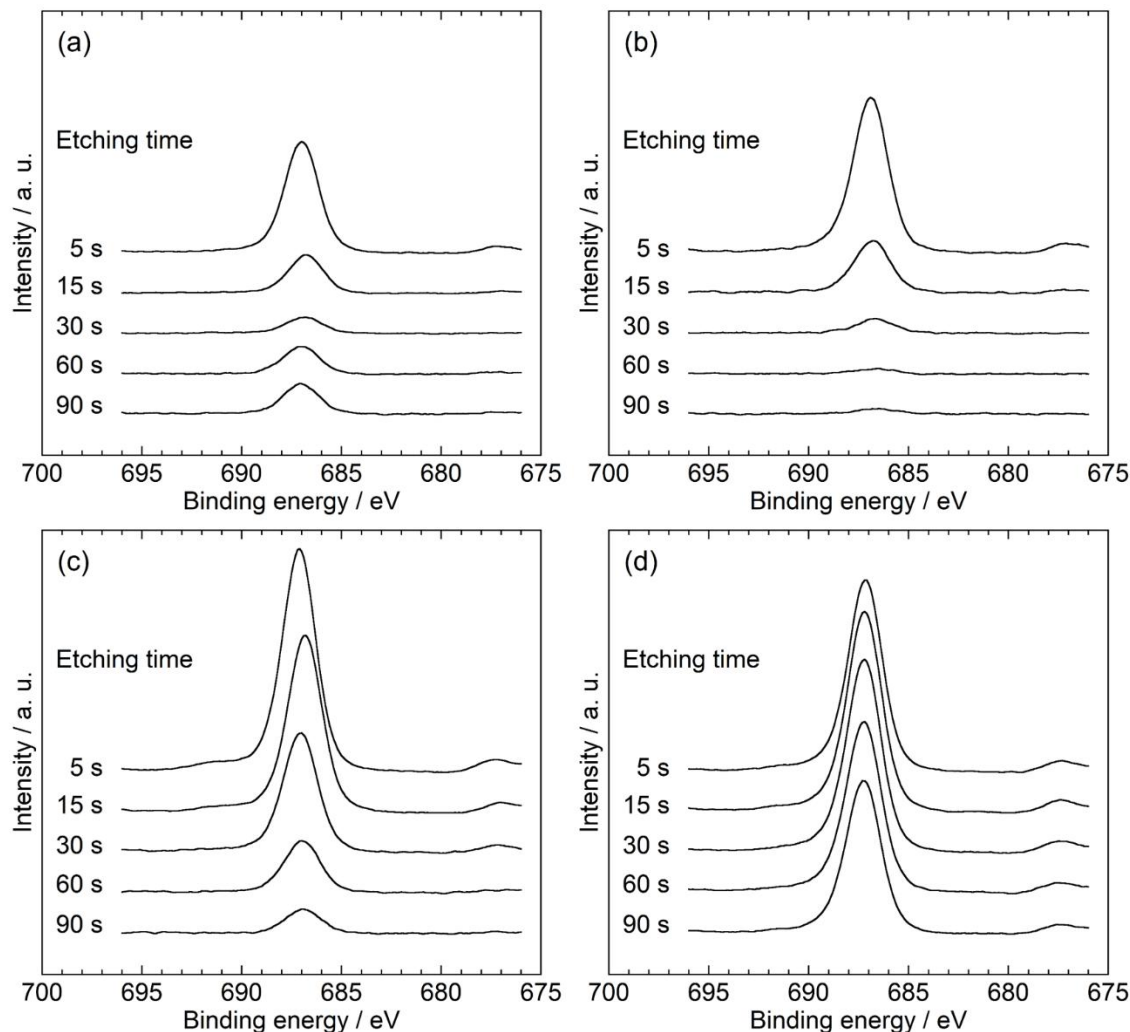 (a)
Etching time
5 s
15 s
30 s
60 s
90 s
Intensity / a. u.
700 695 690 685 680 675
Binding energy / eV
(b)
Etching time
5 s
15 s
30 s
60 s
90 s
Intensity / a. u.
700 695 690 685 680 675
Binding energy / eV
(c)
Etching time
5 s
15 s
30 s
60 s
90 s
Intensity / a. u.
700 695 690 685 680 675
Binding energy / eV
(d)
Etching time
5 s
15 s
30 s
60 s
90 s
Intensity / a. u.
700 695 690 685 680 675
Binding energy / eV